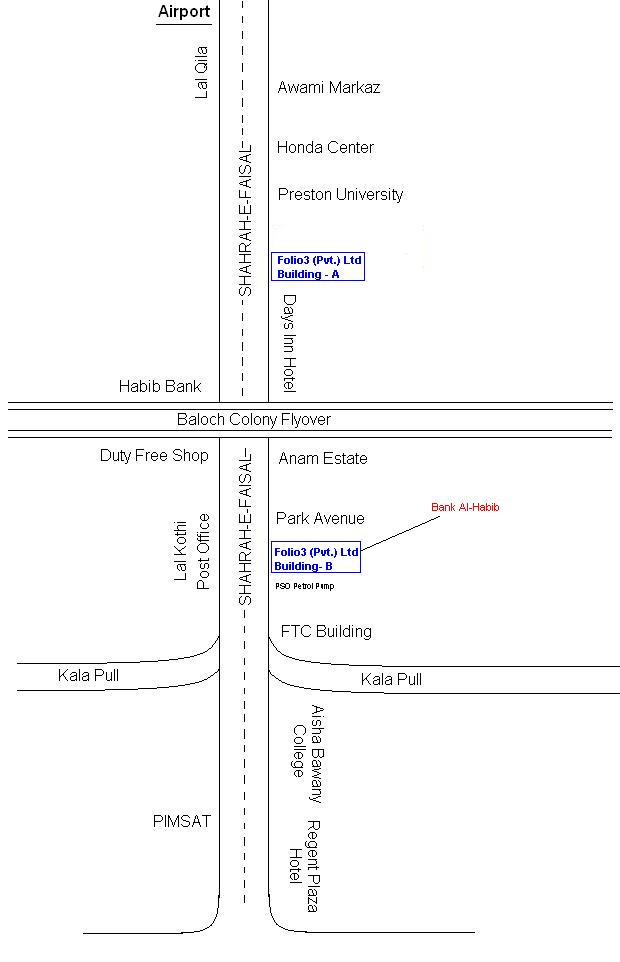 Airport
Lal Qila
Awami Markaz
SHAHRAH-E-FAISAL
Honda Center
Preston University
Folio3 (Pvt.) Ltd
Building - A
Days Inn Hotel
Habib Bank
Baloch Colony Flyover
Duty Free Shop
Anam Estate
SHAHRAH-E-FAISAL
Bank Al-Habib
Park Avenue
Lal Kothi
Post Office
Folio3 (Pvt.) Ltd
Building- B
PSO Petrol Pump
FTC Building
Kala Pull
Kala Pull
Aisha Bawany
College
PIMSAT
Regent Plaza
Hotel